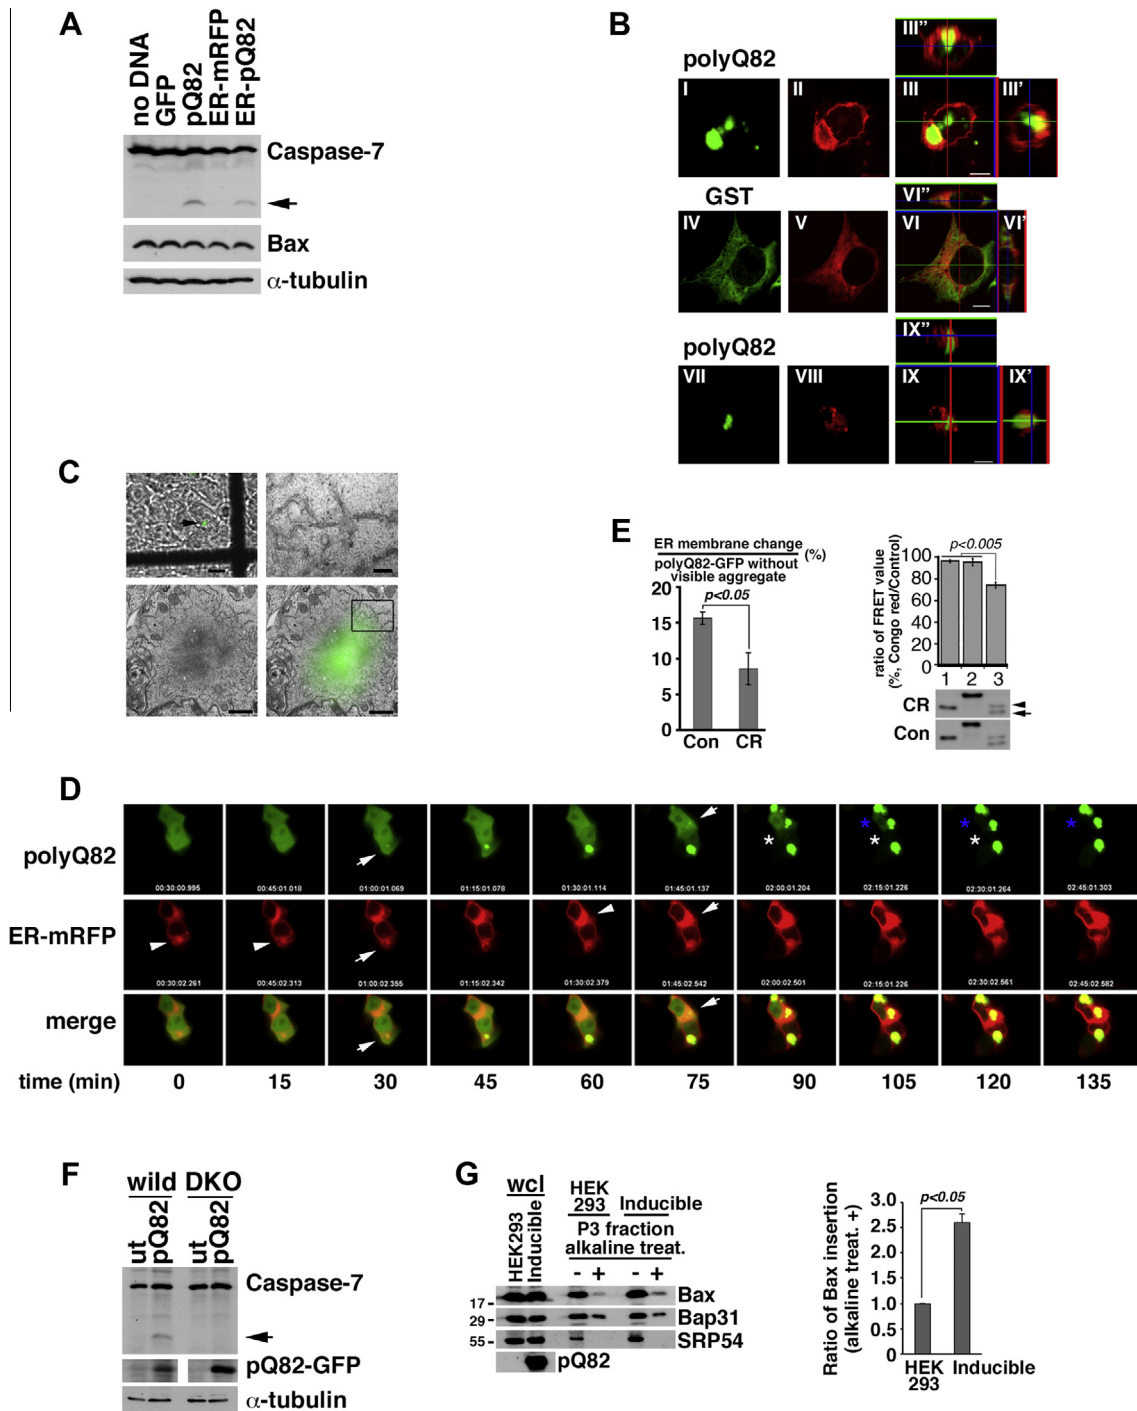 A
no DNA
GFP
pQ82
ER-mRFP
ER-pQ82
Caspase-7
Bax
α-tubulin
B
polyQ82
I
II
III
III'
III”
GST
IV
V
VI
VI'
VI”
polyQ82
VII
VIII
IX
IX'
IX”
C
E
ER membrane change
polyQ82-GFP without
visible aggregate
(%)
p<0.05
20
15
10
5
0
Con
CR
p<0.005
ratio of FRET value
(%, Congo red/Control)
100
80
60
40
20
0
1 2 3
CR
Con
D
polyQ82
00:30:00.995
00:45:01.018
01:00:01.069
01:15:01.078
01:30:01.114
01:45:01.137
02:00:01.204
02:15:01.226
02:30:01.264
02:45:01.303
* * * * * *
ER-mRFP
00:30:02.261
00:45:02.313
01:00:02.355
01:15:02.342
01:30:02.379
01:45:02.542
02:00:02.501
02:15:01.226
02:30:02.561
02:45:02.582
merge
time (min) 0 15 30 45 60 75 90 105 120 135
F
wild DKO
ut
pQ82
ut
pQ82
Caspase-7
pQ82-GFP
α-tubulin
G
wcl
HEK293
Inducible
HEK
293
Inducible
P3 fraction
alkaline treat.
- + - +
17
29
55
Bax
Bap31
SRP54
pQ82
Ratio of Bax insertion
(alkaline treat. +)
3.0
2.5
2.0
1.5
1.0
0.5
0
p<0.05
HEK
293
Inducible